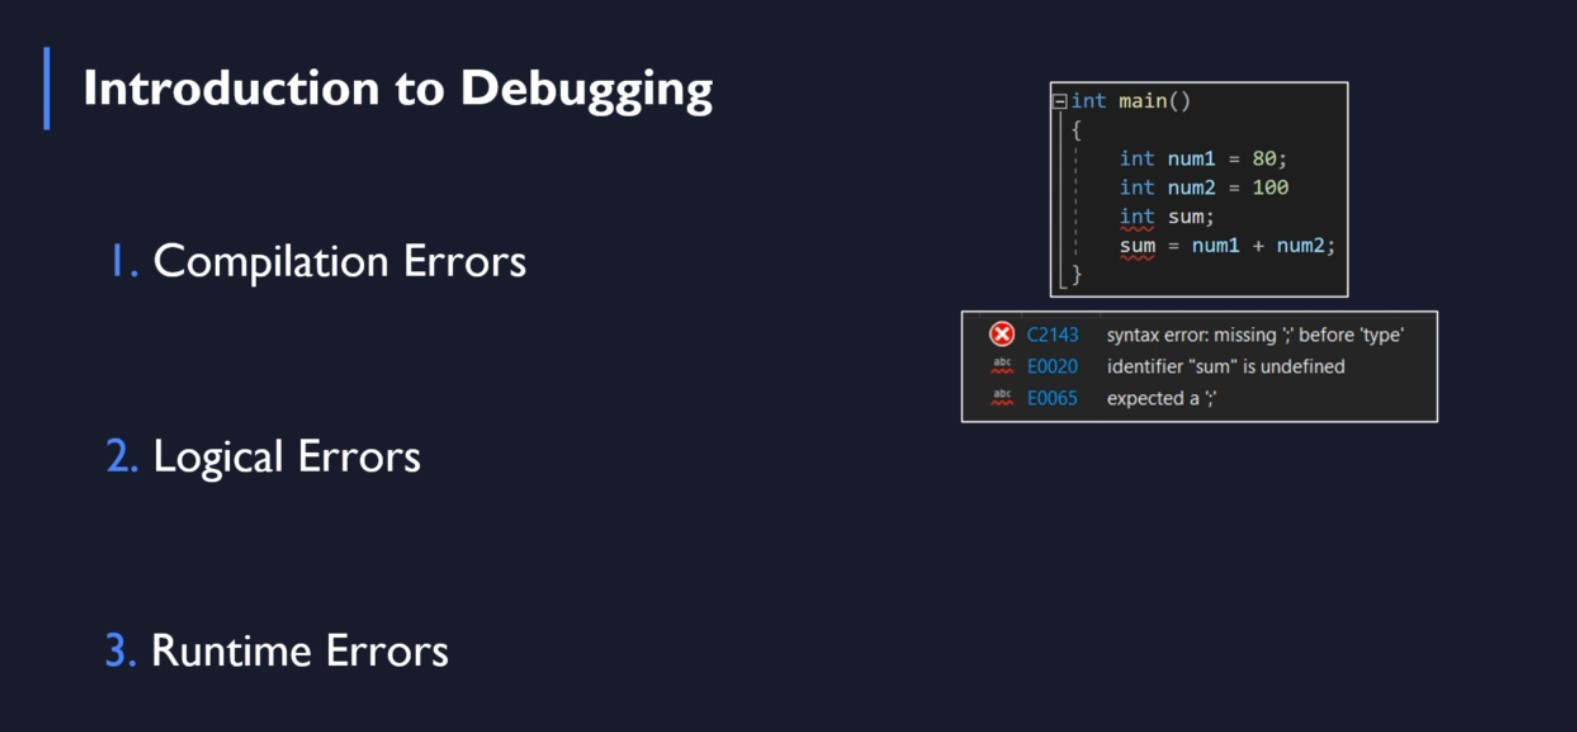 Introduction to Debugging
1. Compilation Errors
2. Logical Errors
3. Runtime Errors
int main()
{
int num1 = 80;
int num2 = 100
int sum;
sum = num1 + num2;
}
C2143 syntax error: missing ';' before 'type'
abc E0020 identifier "sum" is undefined
abc E0065 expected a ';'